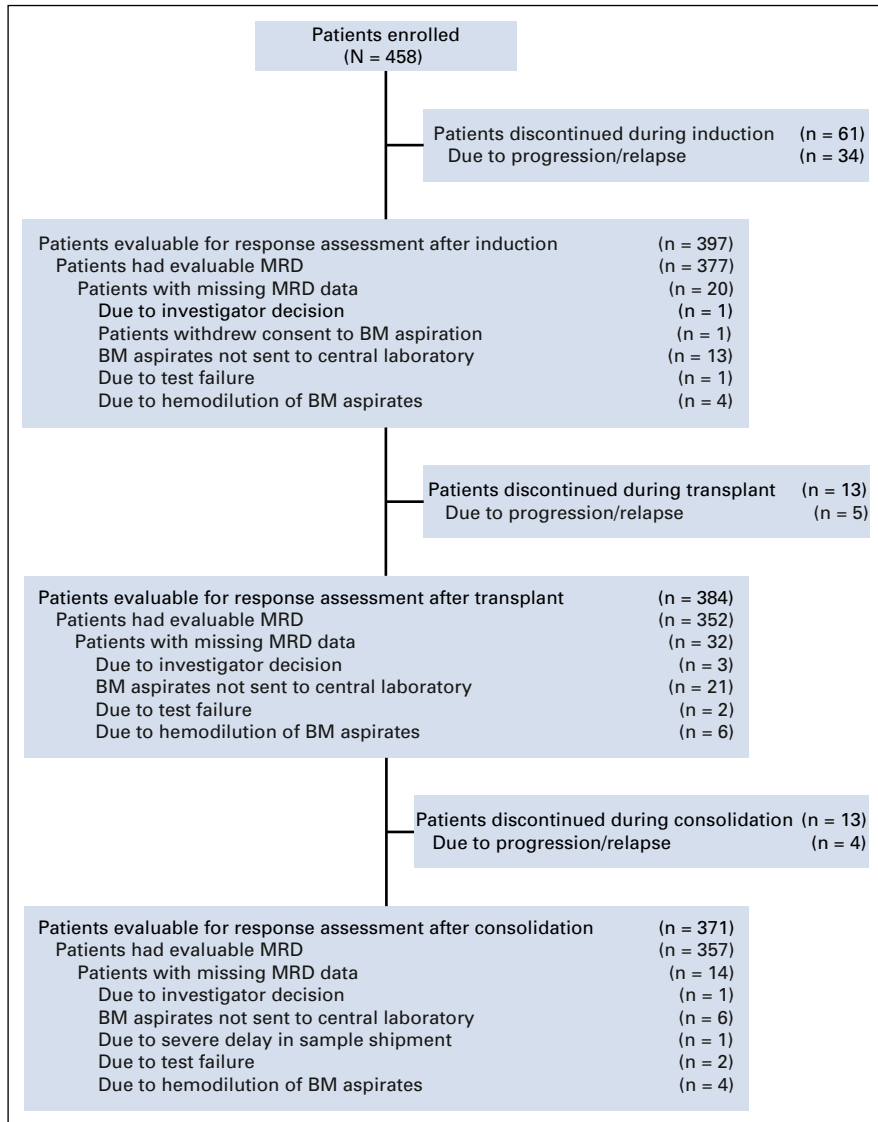 Patients enrolled
(N = 458)
Patients discontinued during induction (n = 61)
Due to progression/relapse (n = 34)
Patients evaluable for response assessment after induction (n = 397)
Patients had evaluable MRD (n = 377)
Patients with missing MRD data (n = 20)
Due to investigator decision (n = 1)
Patients withdrew consent to BM aspiration (n = 1)
BM aspirates not sent to central laboratory (n = 13)
Due to test failure (n = 1)
Due to hemodilution of BM aspirates (n = 4)
Patients discontinued during transplant (n = 13)
Due to progression/relapse (n = 5)
Patients evaluable for response assessment after transplant (n = 384)
Patients had evaluable MRD (n = 352)
Patients with missing MRD data (n = 32)
Due to investigator decision (n = 3)
BM aspirates not sent to central laboratory (n = 21)
Due to test failure (n = 2)
Due to hemodilution of BM aspirates (n = 6)
Patients discontinued during consolidation (n = 13)
Due to progression/relapse (n = 4)
Patients evaluable for response assessment after consolidation (n = 371)
Patients had evaluable MRD (n = 357)
Patients with missing MRD data (n = 14)
Due to investigator decision (n = 1)
BM aspirates not sent to central laboratory (n = 6)
Due to severe delay in sample shipment (n = 1)
Due to test failure (n = 2)
Due to hemodilution of BM aspirates (n = 4)